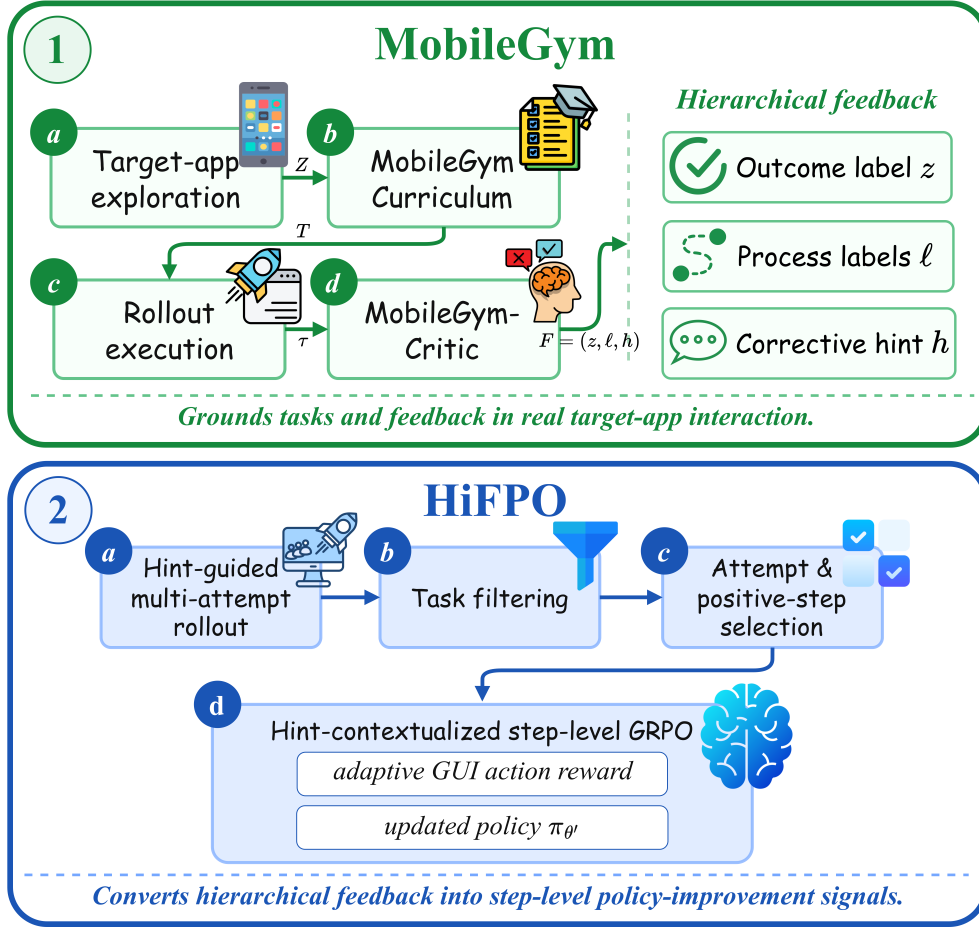 1
MobileGym
a
Target-app
exploration
Z
b
MobileGym
Curriculum
T
c
Rollout
execution
τ
d
MobileGym-
Critic
F = (z, ℓ, h)
Hierarchical feedback
Outcome label z
Process labels ℓ
Corrective hint h
Grounds tasks and feedback in real target-app interaction.
2
HiFPO
a
Hint-guided
multi-attempt
rollout
b
Task filtering
c
Attempt &
positive-step
selection
d
Hint-contextualized step-level GRPO
adaptive GUI action reward
updated policy π_θ′
Converts hierarchical feedback into step-level policy-improvement signals.